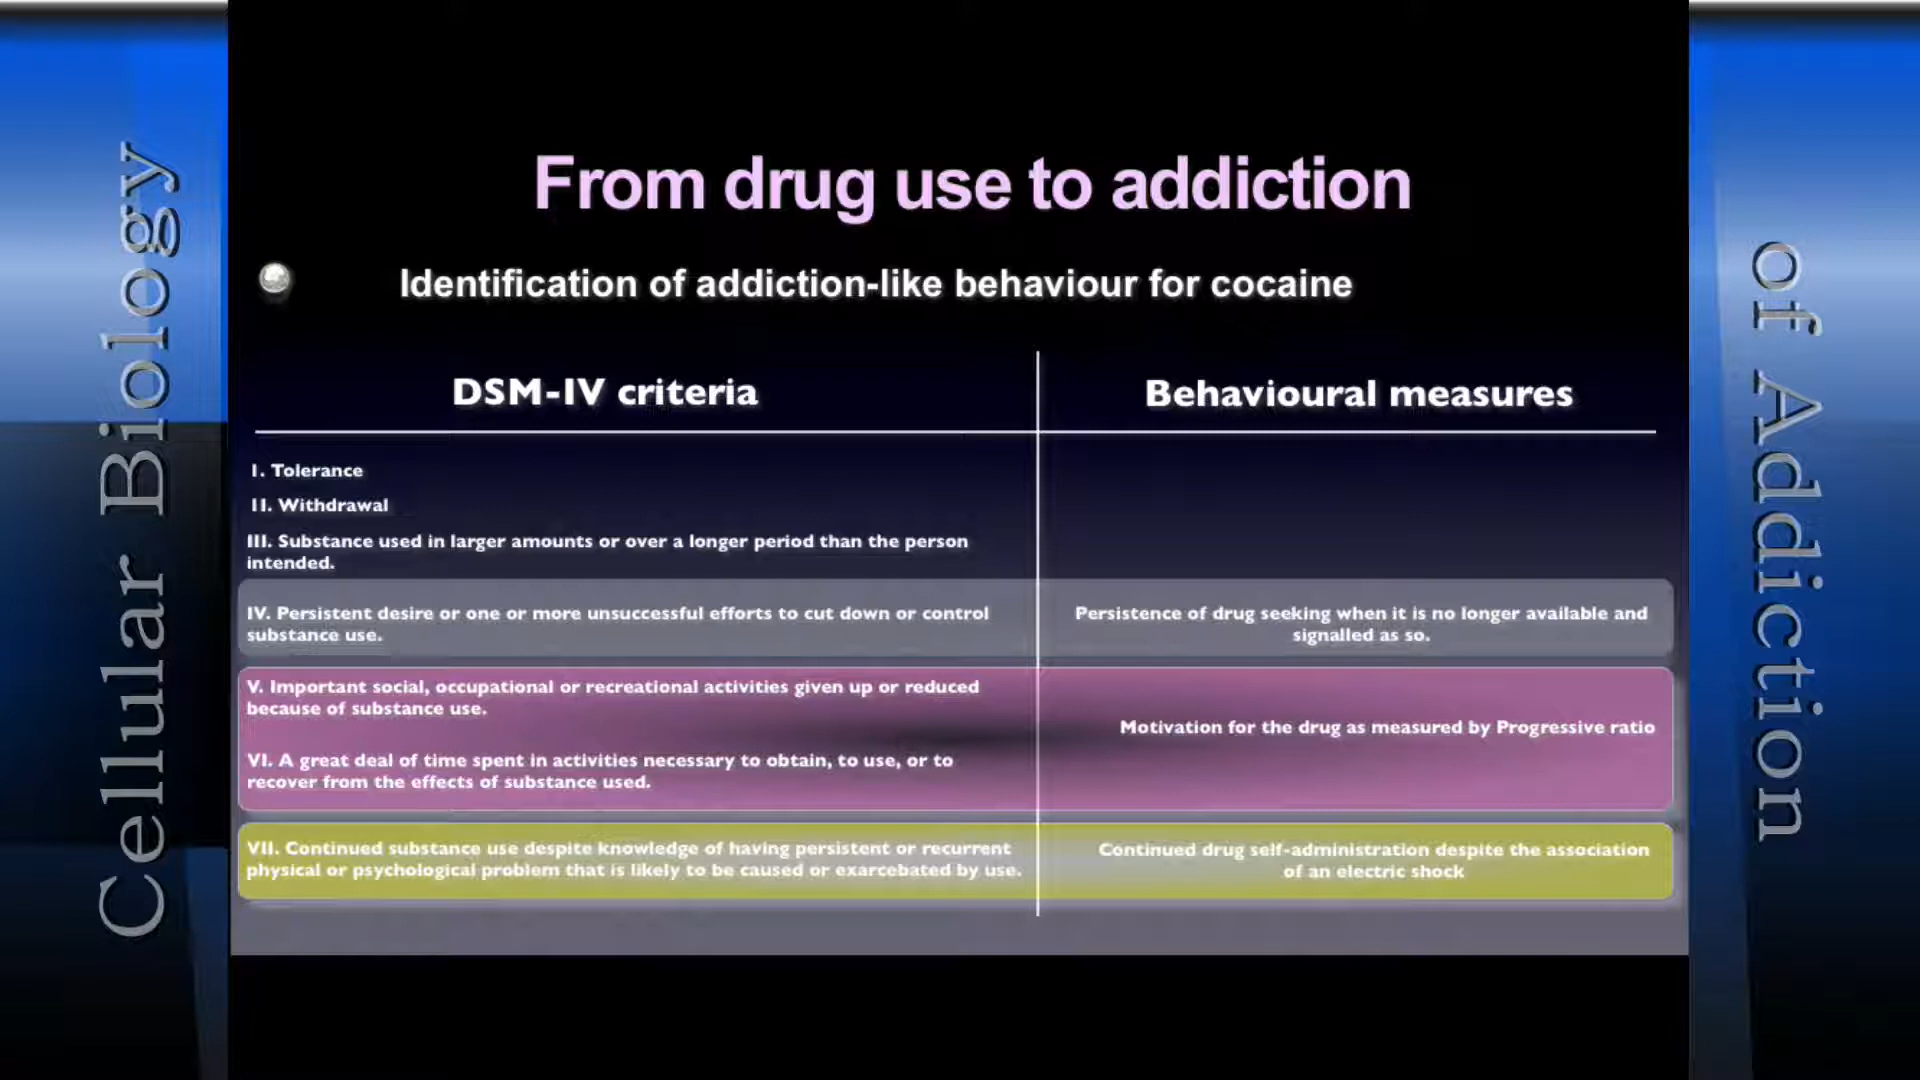 Cellular Biology
of Addiction
From drug use to addiction
Identification of addiction-like behaviour for cocaine
DSM-IV criteria
Behavioural measures
I. Tolerance
II. Withdrawal
III. Substance used in larger amounts or over a longer period than the person
intended.
IV. Persistent desire or one or more unsuccessful efforts to cut down or control
substance use.
Persistence of drug seeking when it is no longer available and
signalled as so.
V. Important social, occupational or recreational activities given up or reduced
because of substance use.
Motivation for the drug as measured by Progressive ratio
VI. A great deal of time spent in activities necessary to obtain, to use, or to
recover from the effects of substance used.
VII. Continued substance use despite knowledge of having persistent or recurrent
physical or psychological problem that is likely to be caused or exarcebated by use.
Continued drug self-administration despite the association
of an electric shock